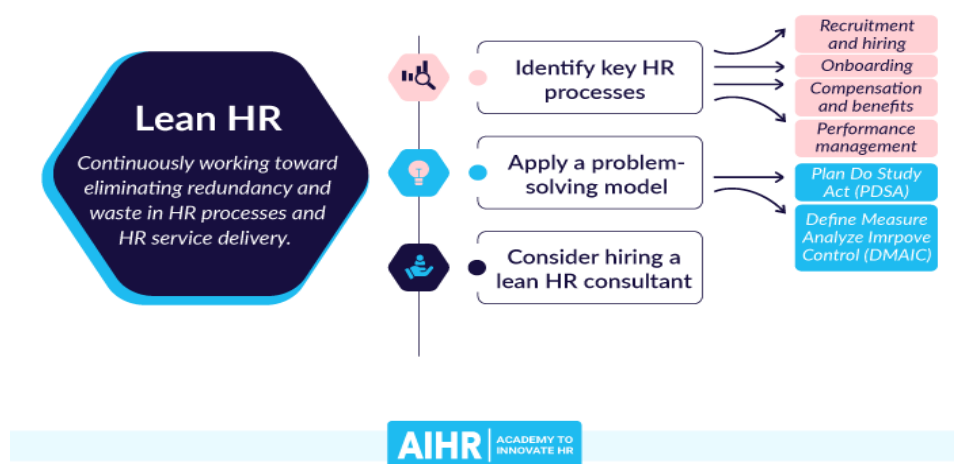 Lean HR
Continuously working toward
eliminating redundancy and
waste in HR processes and
HR service delivery.
Identify key HR
processes
Recruitment
and hiring
Onboarding
Compensation
and benefits
Performance
management
Apply a problem-
solving model
Plan Do Study
Act (PDSA)
Define Measure
Analyze Imrpove
Control (DMAIC)
Consider hiring a
lean HR consultant
AIHR
ACADEMY TO
INNOVATE HR